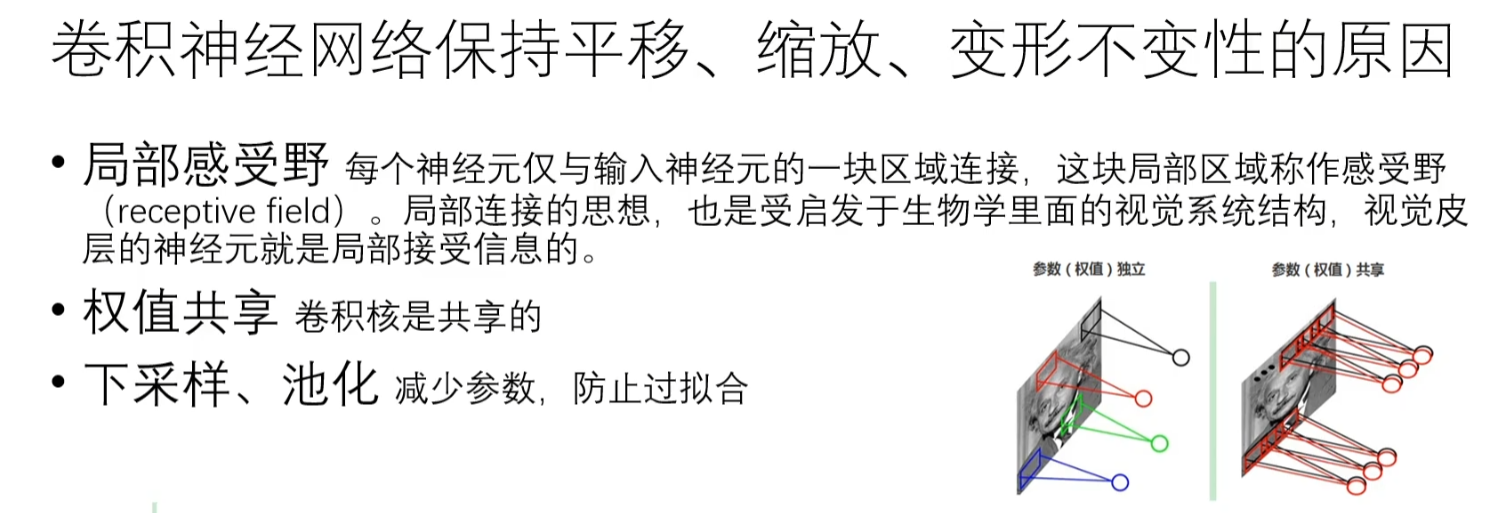 卷积神经网络保持平移、缩放、变形不变性的原因
• 局部感受野 每个神经元仅与输入神经元的一块区域连接，这块局部区域称作感受野
（receptive field）。局部连接的思想，也是受启发于生物学里面的视觉系统结构，视觉皮
层的神经元就是局部接受信息的。
• 权值共享 卷积核是共享的
• 下采样、池化 减少参数，防止过拟合
参数（权值）独立
参数（权值）共享